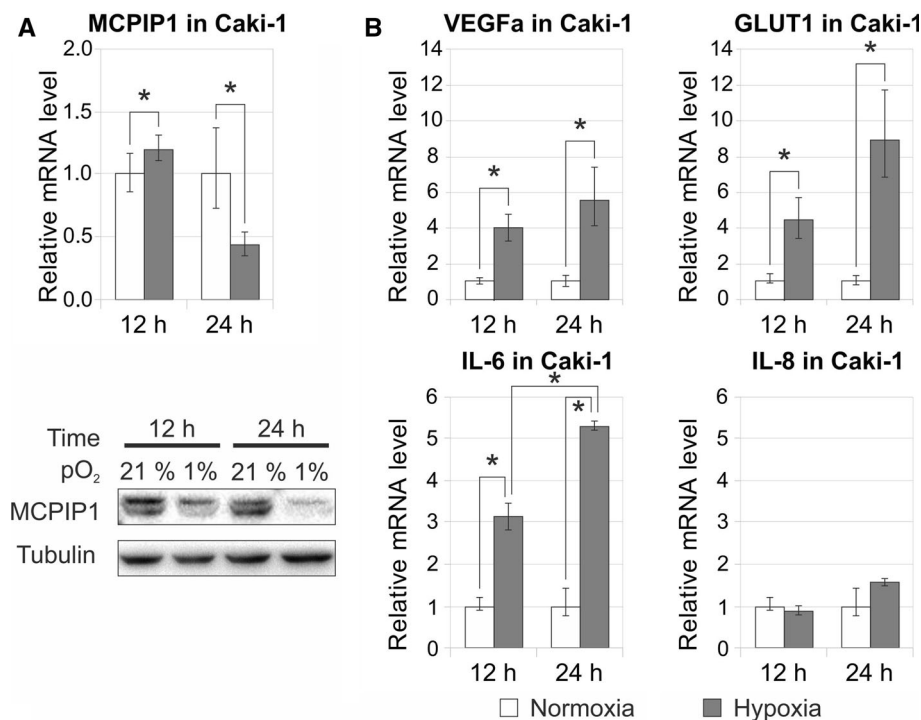 A
MCPIP1 in Caki-1
Relative mRNA level
2.0
1.5
1.0
0.5
0.0
*
*
12 h
24 h
Time
12 h
24 h
pO₂
21 %
1%
21 %
1%
MCPIP1
Tubulin
B
VEGFa in Caki-1
Relative mRNA level
14
12
10
8
6
4
2
0
*
*
12 h
24 h
GLUT1 in Caki-1
Relative mRNA level
14
12
10
8
6
4
2
0
*
*
12 h
24 h
IL-6 in Caki-1
Relative mRNA level
6
5
4
3
2
1
0
*
*
*
12 h
24 h
IL-8 in Caki-1
Relative mRNA level
6
5
4
3
2
1
0
12 h
24 h
Normoxia
Hypoxia